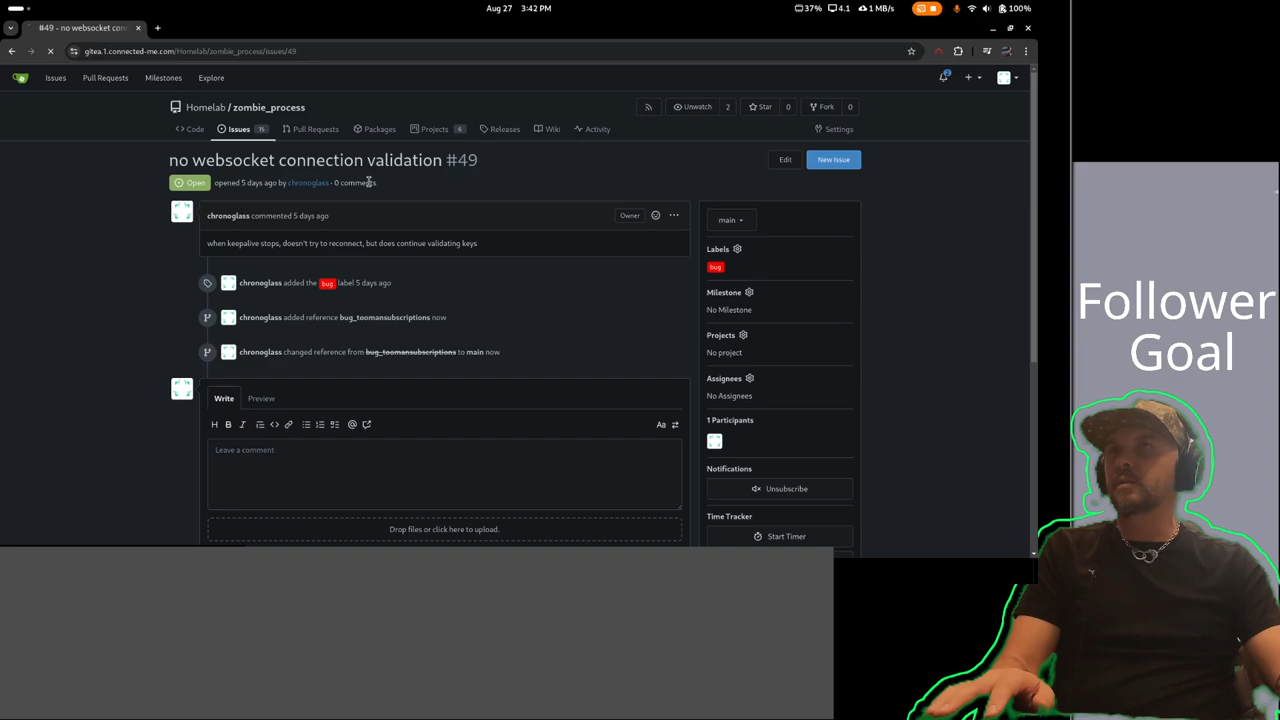 Aug 27 3:42 PM
37% 4.1 1 MB/s 100%
#49 - no websocket con
gitea.1.connected-me.com/Homelab/zombie_process/issues/49
Issues Pull Requests Milestones Explore
Homelab / zombie_process
Unwatch 2 Star 0 Fork 0
Code Issues 15 Pull Requests Packages Projects 6 Releases Wiki Activity Settings
no websocket connection validation #49
Edit New Issue
Open opened 5 days ago by chronoglass · 0 comments
chronoglass commented 5 days ago Owner
when keepalive stops, doesn't try to reconnect, but does continue validating keys
chronoglass added the bug label 5 days ago
chronoglass added reference bug_toomansubscriptions now
chronoglass changed reference from bug_toomansubscriptions to main now
Write Preview
H B I Aa
Leave a comment
Drop files or click here to upload.
main
Labels
bug
Milestone
No Milestone
Projects
No project
Assignees
No Assignees
1 Participants
Notifications
Unsubscribe
Time Tracker
Start Timer
Follower
Goal